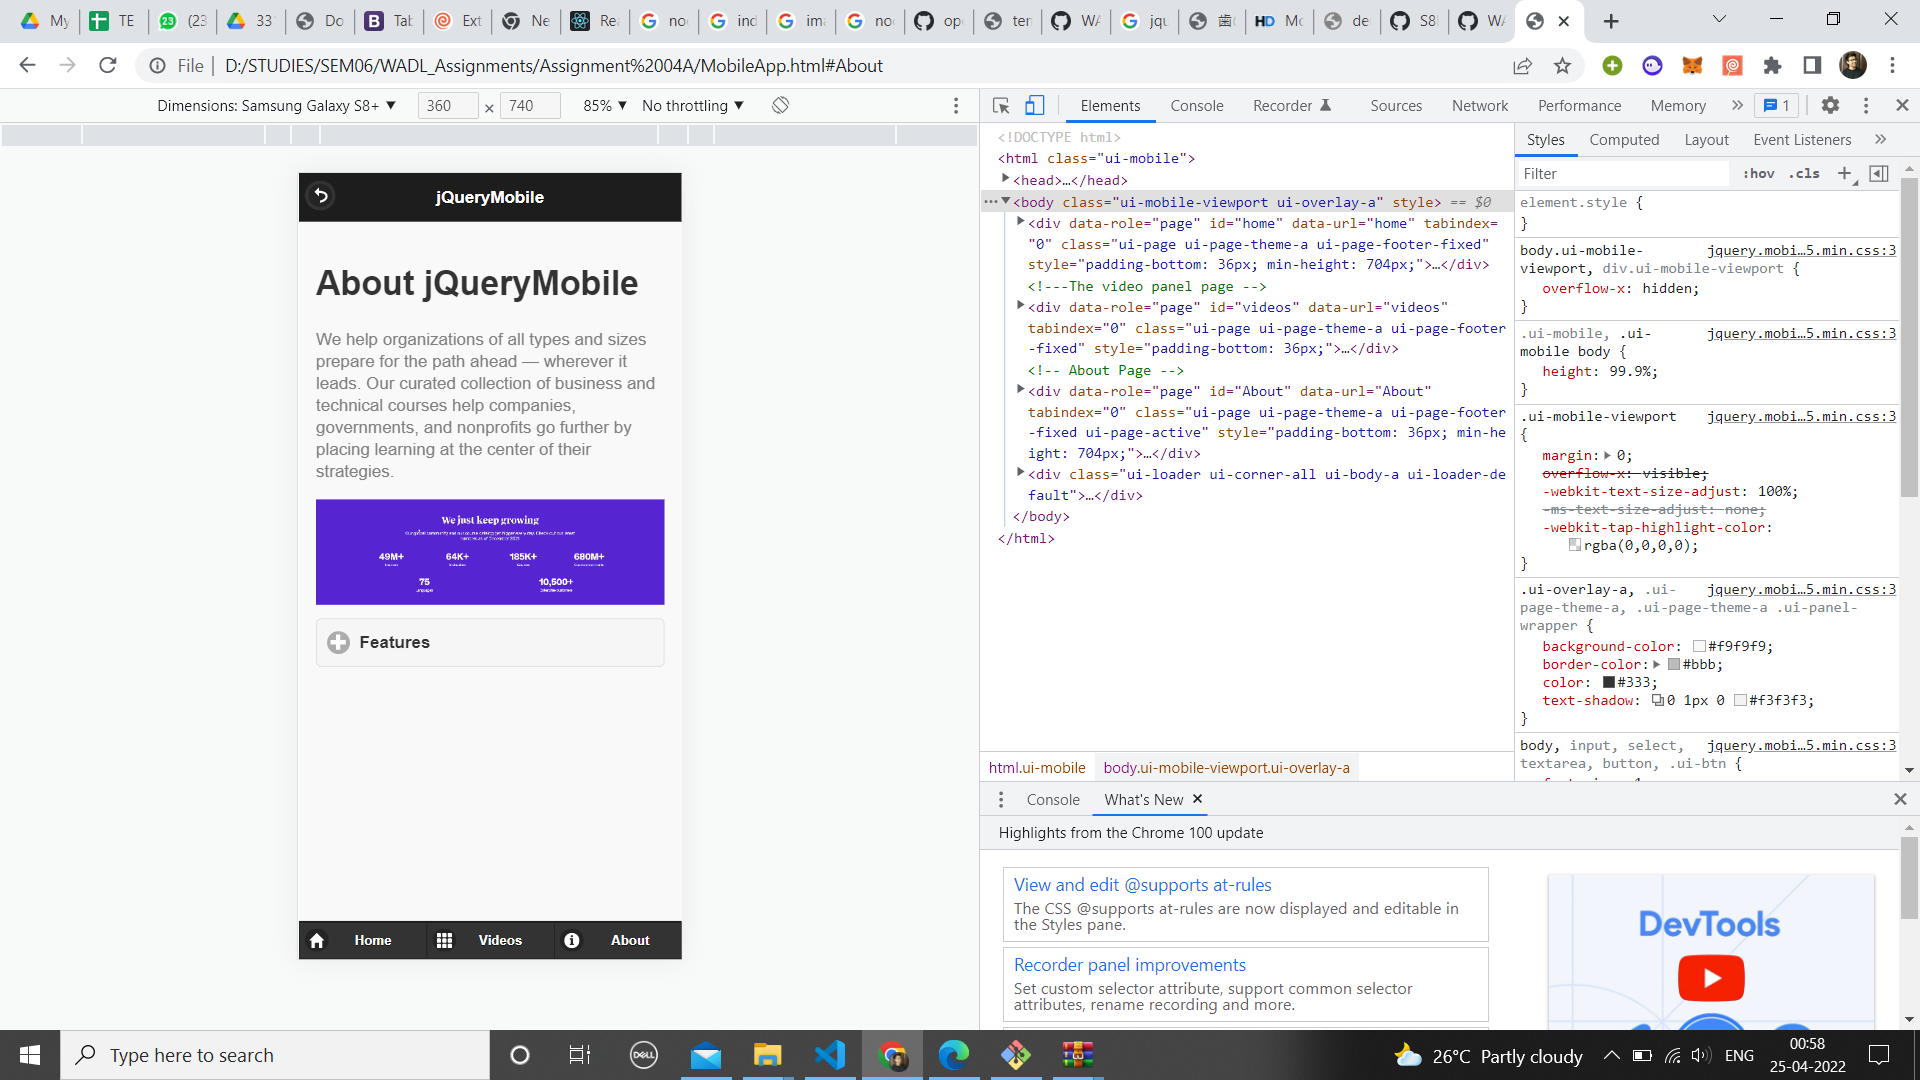 My
TE
(23
33
Do
Tab
Ext
Ne
Rea
noc
ind
ima
noc
ope
ten
WA
jqu
歯
Mc
de
S8
WA
File
D:/STUDIES/SEM06/WADL_Assignments/Assignment%2004A/MobileApp.html#About
Dimensions: Samsung Galaxy S8+ ▼ 360 × 740 85% ▼ No throttling ▼
jQueryMobile
About jQueryMobile
We help organizations of all types and sizes
prepare for the path ahead — wherever it
leads. Our curated collection of business and
technical courses help companies,
governments, and nonprofits go further by
placing learning at the center of their
strategies.
We just keep growing
49M+ 64K+ 185K+ 680M+
75 10,500+
Features
Home Videos About
Elements Console Recorder Sources Network Performance Memory » 1
<!DOCTYPE html>
<html class="ui-mobile">
<head>…</head>
<body class="ui-mobile-viewport ui-overlay-a" style> == $0
<div data-role="page" id="home" data-url="home" tabindex=
"0" class="ui-page ui-page-theme-a ui-page-footer-fixed"
style="padding-bottom: 36px; min-height: 704px;">…</div>
<!---The video panel page -->
<div data-role="page" id="videos" data-url="videos"
tabindex="0" class="ui-page ui-page-theme-a ui-page-footer
-fixed" style="padding-bottom: 36px;">…</div>
<!-- About Page -->
<div data-role="page" id="About" data-url="About"
tabindex="0" class="ui-page ui-page-theme-a ui-page-footer
-fixed ui-page-active" style="padding-bottom: 36px; min-he
ight: 704px;">…</div>
<div class="ui-loader ui-corner-all ui-body-a ui-loader-de
fault">…</div>
</body>
</html>
html.ui-mobile body.ui-mobile-viewport.ui-overlay-a
Styles Computed Layout Event Listeners »
Filter :hov .cls +
element.style {
}
body.ui-mobile- jquery.mobi…5.min.css:3
viewport, div.ui-mobile-viewport {
overflow-x: hidden;
}
.ui-mobile, .ui- jquery.mobi…5.min.css:3
mobile body {
height: 99.9%;
}
.ui-mobile-viewport jquery.mobi…5.min.css:3
{
margin: 0;
overflow-x: visible;
-webkit-text-size-adjust: 100%;
-ms-text-size-adjust: none;
-webkit-tap-highlight-color:
rgba(0,0,0,0);
}
.ui-overlay-a, .ui- jquery.mobi…5.min.css:3
page-theme-a, .ui-page-theme-a .ui-panel-
wrapper {
background-color: #f9f9f9;
border-color: #bbb;
color: #333;
text-shadow: 0 1px 0 #f3f3f3;
}
body, input, select, jquery.mobi…5.min.css:3
textarea, button, .ui-btn {
Console What's New ×
Highlights from the Chrome 100 update
View and edit @supports at-rules
The CSS @supports at-rules are now displayed and editable in
the Styles pane.
Recorder panel improvements
Set custom selector attribute, support common selector
attributes, rename recording and more.
DevTools
Type here to search
DELL
26°C Partly cloudy
ENG
00:58
25-04-2022